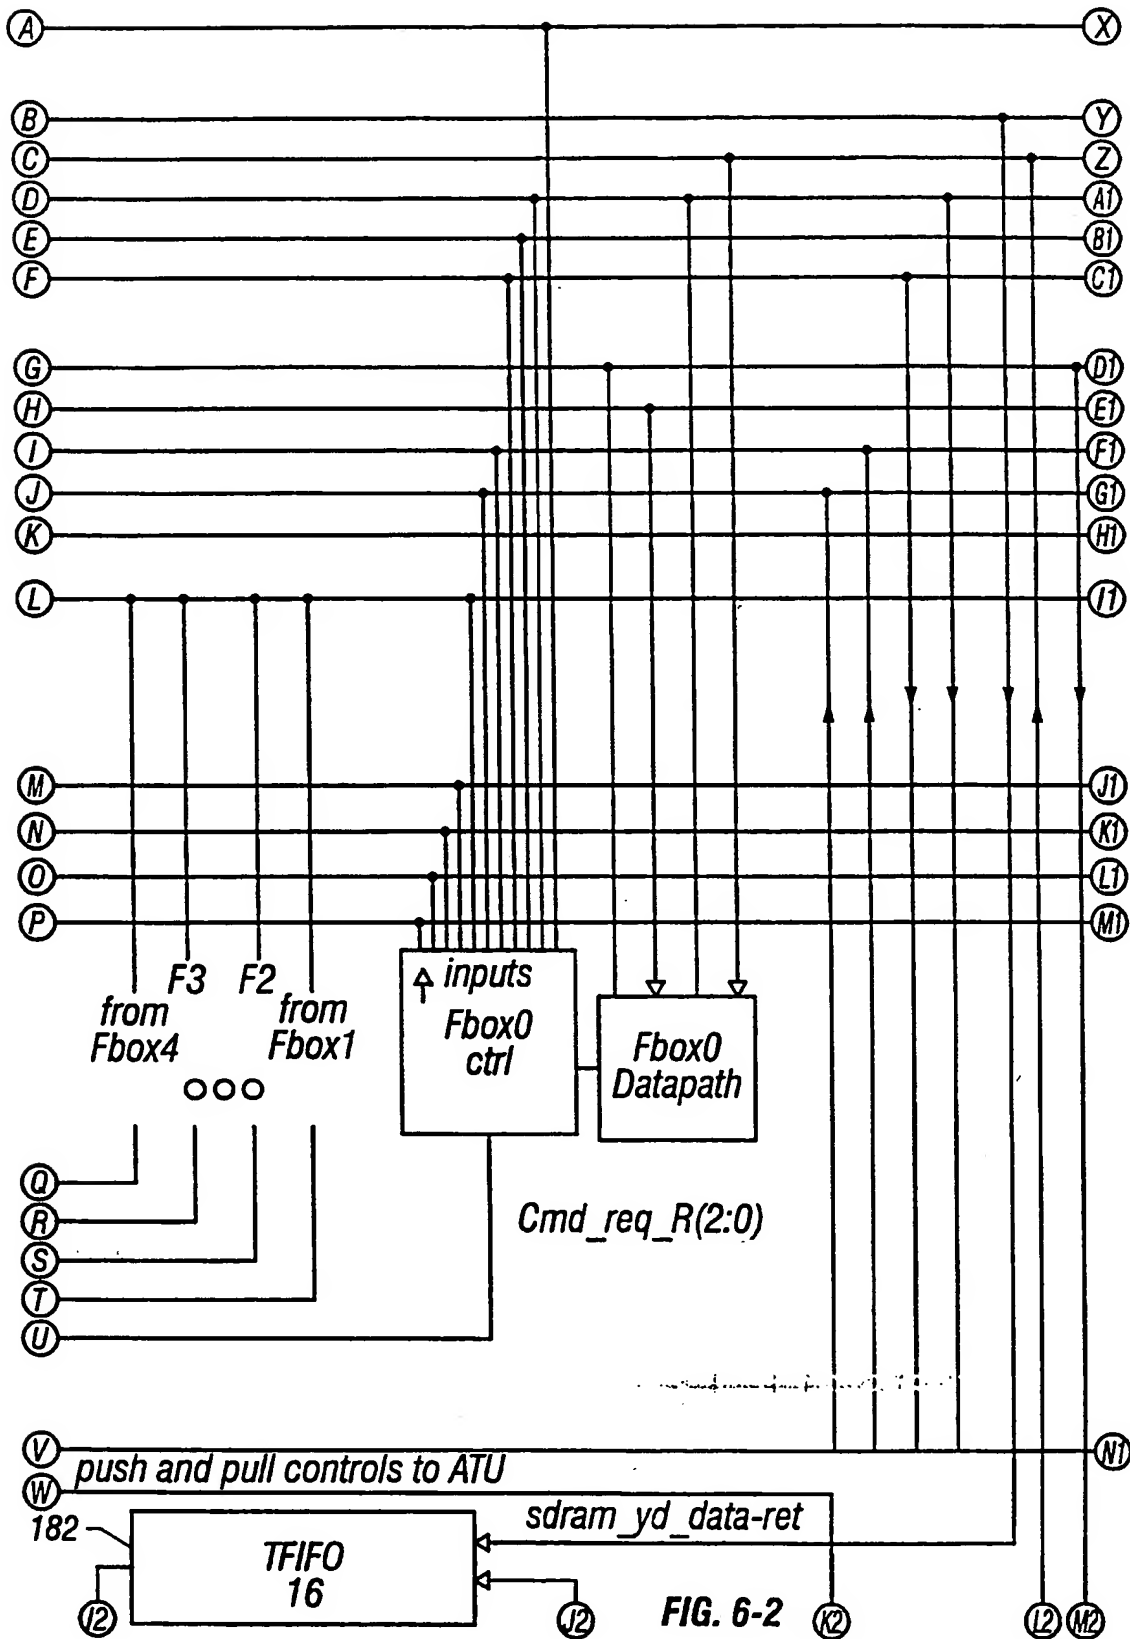 A X
B Y
C Z
D A1
E B1
F C1
G D1
H E1
I F1
J G1
K H1
L I1
M J1
N K1
O L1
P M1
F3 F2 inputs
from Fbox4
from Fbox1
Fbox0 ctrl
Fbox0 Datapath
Q
R
Cmd_req_R(2:0)
S
T
U
V N1
push and pull controls to ATU
W
182
sdram_yd_data-ret
TFIFO
16
I2 J2 FIG. 6-2 K2 L2 M2